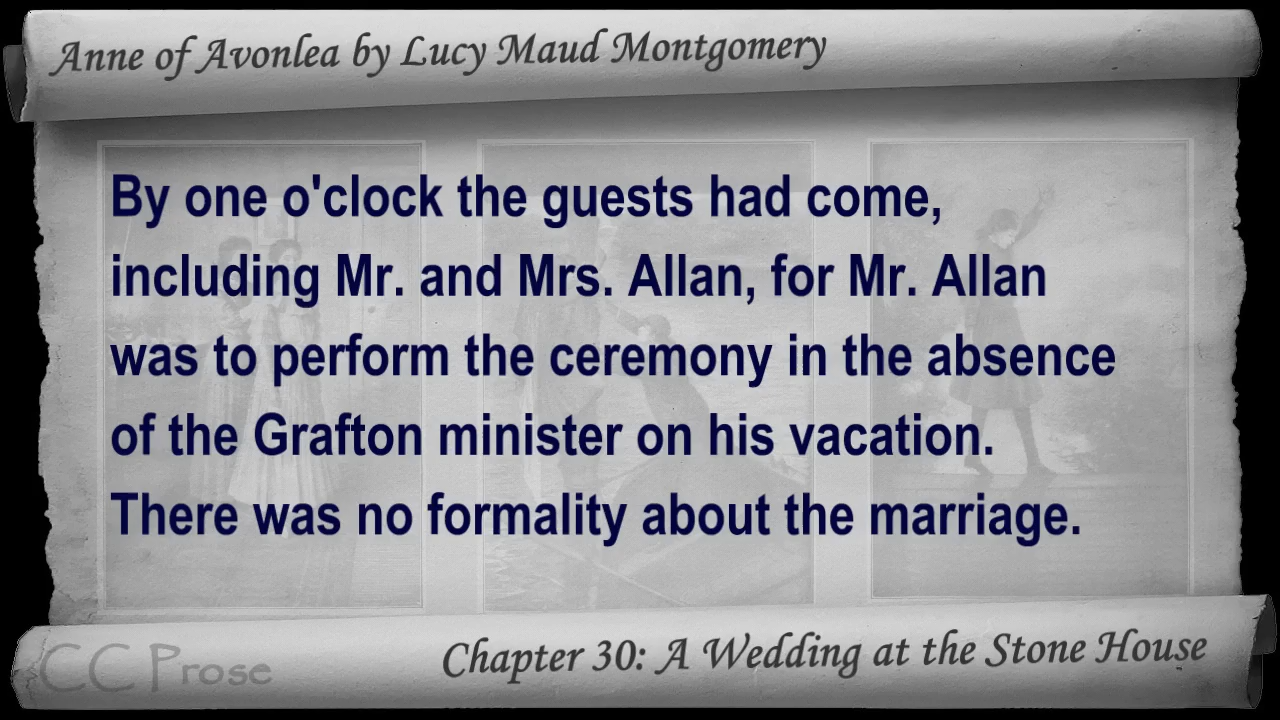 Anne of Avonlea by Lucy Maud Montgomery
By one o'clock the guests had come,
including Mr. and Mrs. Allan, for Mr. Allan
was to perform the ceremony in the absence
of the Grafton minister on his vacation.
There was no formality about the marriage.
CC Prose
Chapter 30: A Wedding at the Stone House